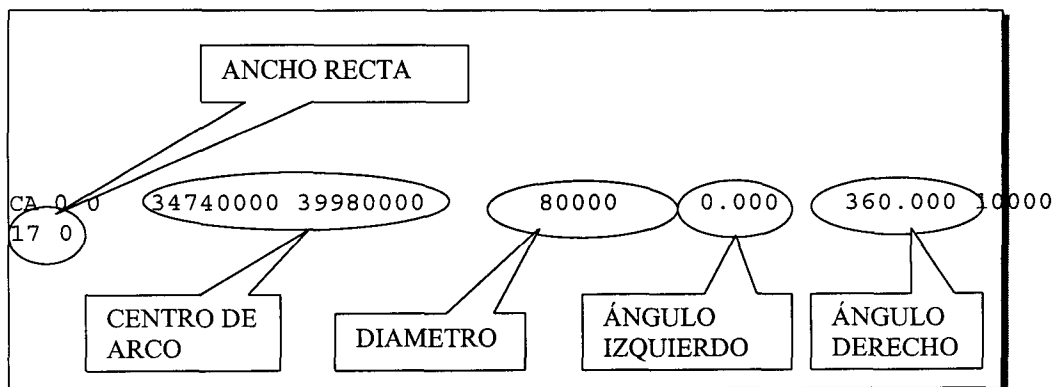 ANCHO RECTA
CA 0 0 34740000 39980000 80000 0.000 360.000 10000
17 0
CENTRO DE
ARCO
DIAMETRO
ÁNGULO
IZQUIERDO
ÁNGULO
DERECHO